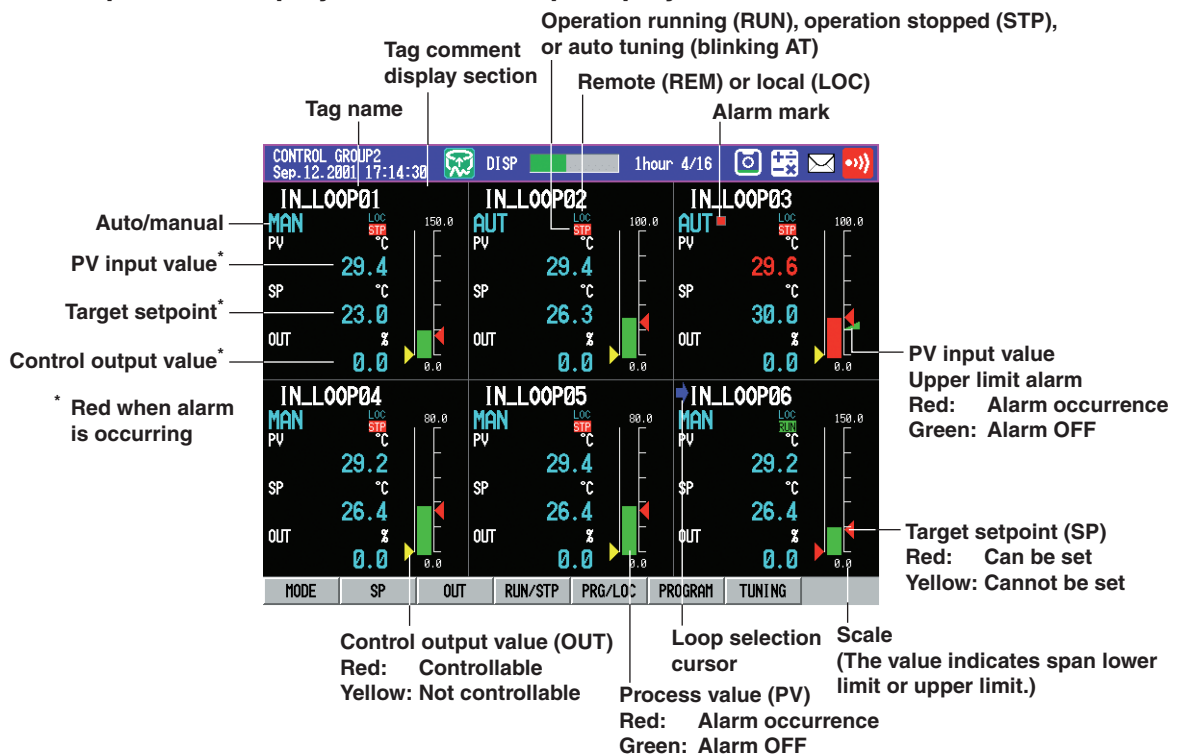 Operation running (RUN), operation stopped (STP),
or auto tuning (blinking AT)
Tag comment
display section
Remote (REM) or local (LOC)
Tag name
Alarm mark
CONTROL GROUP2
Sep.12.2001 17:14:30
DISP
1hour 4/16
IN_LOOP01
IN_LOOP02
IN_LOOP03
Auto/manual
MAN LOC STP 150.0
AUT LOC STP 100.0
AUT LOC STP 100.0
PV °C
PV °C
PV °C
PV input value*
29.4
29.4
29.6
SP °C
SP °C
SP °C
Target setpoint*
23.0
26.3
30.0
OUT %
OUT %
OUT %
Control output value*
0.0 0.0
0.0 0.0
0.0 0.0
PV input value
Upper limit alarm
Red: Alarm occurrence
Green: Alarm OFF
* Red when alarm
is occurring
IN_LOOP04
IN_LOOP05
IN_LOOP06
MAN LOC STP 80.0
MAN LOC STP 80.0
MAN LOC RUN 150.0
PV °C
PV °C
PV °C
29.2
29.4
29.2
SP °C
SP °C
SP °C
26.4
26.4
26.4
OUT %
OUT %
OUT %
0.0 0.0
0.0 0.0
0.0 0.0
Target setpoint (SP)
Red: Can be set
Yellow: Cannot be set
MODE SP OUT RUN/STP PRG/LOC PROGRAM TUNING
Control output value (OUT)
Red: Controllable
Yellow: Not controllable
Loop selection
cursor
Scale
(The value indicates span lower
limit or upper limit.)
Process value (PV)
Red: Alarm occurrence
Green: Alarm OFF